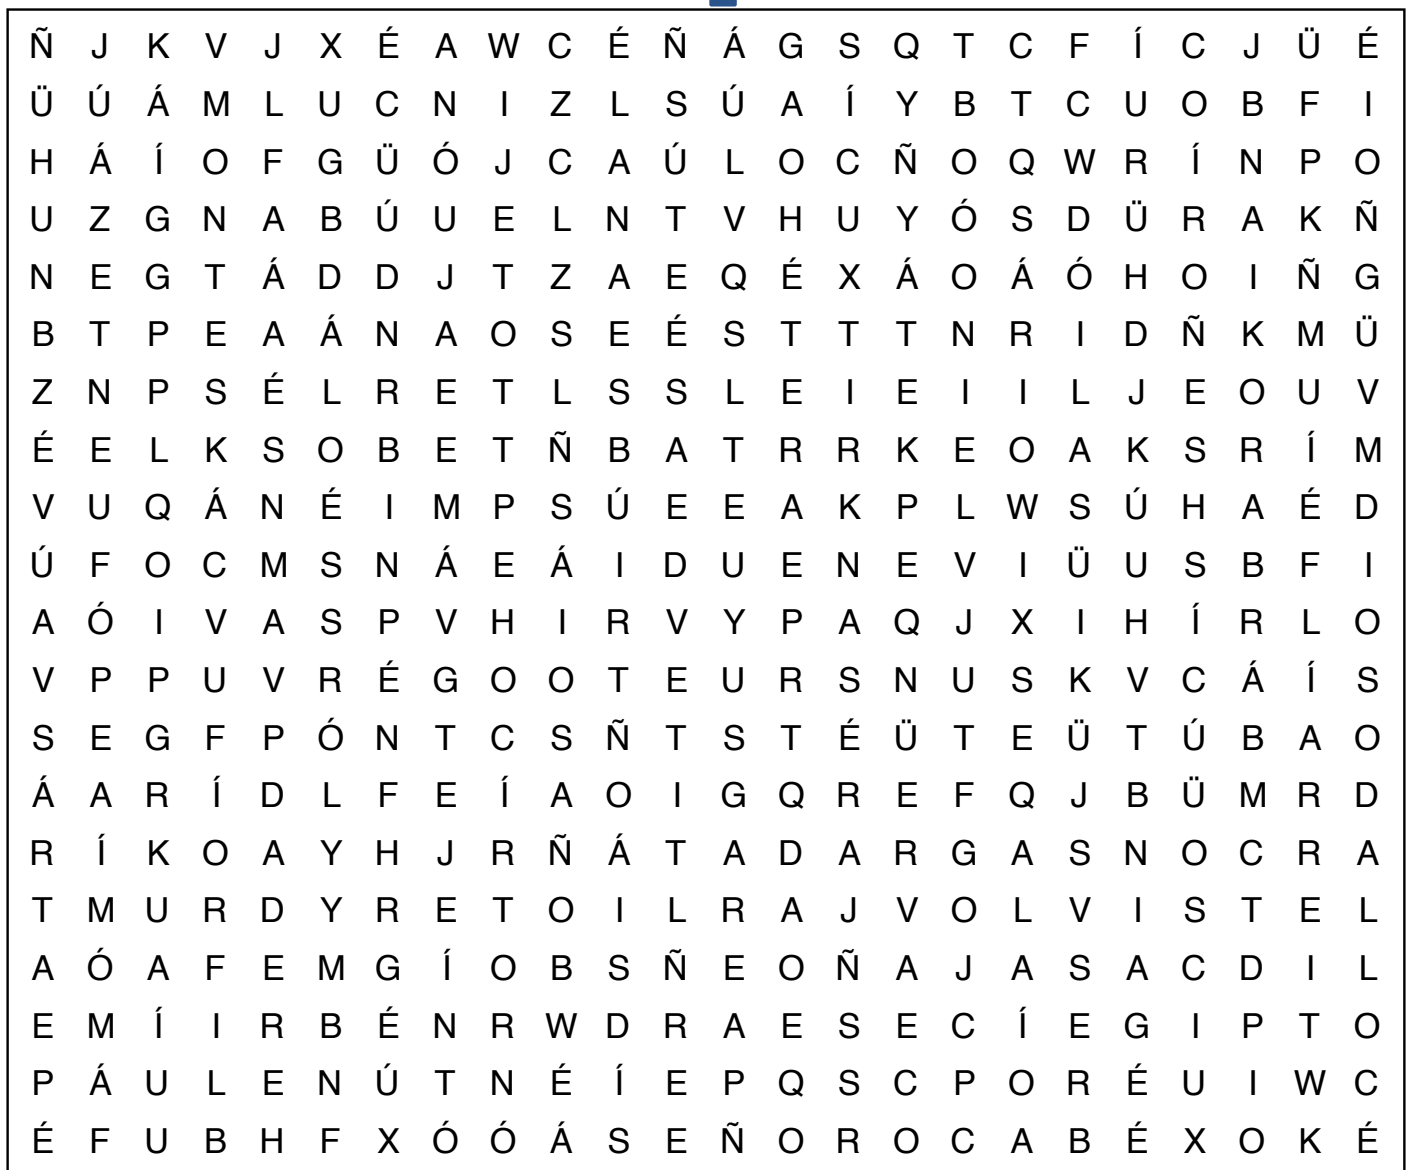 Ñ J K V J X É A W C É Ñ Á G S Q T C F Í C J Ü É
Ü Ú Á M L U C N I Z L S Ú A Í Y B T C U O B F I
H Á Í O F G Ü Ó J C A Ú L O C Ñ O Q W R Í N P O
U Z G N A B Ú U E L N T V H U Y Ó S D Ü R A K Ñ
N E G T Á D D J T Z A E Q É X Á O Á Ó H O I Ñ G
B T P E A Á N A O S E É S T T T N R I D Ñ K M Ü
Z N P S É L R E T L S S L E I E I I L J E O U V
É E L K S O B E T Ñ B A T R R K E O A K S R Í M
V U Q Á N É I M P S Ú E E A K P L W S Ú H A É D
Ú F O C M S N Á E Á I D U E N E V I Ü U S B F I
A Ó I V A S P V H I R V Y P A Q J X I H Í R L O
V P P U V R É G O O T E U R S N U S K V C Á Í S
S E G F P Ó N T C S Ñ T S T É Ü T E Ü T Ú B A O
Á A R Í D L F E Í A O I G Q R E F Q J B Ü M R D
R Í K O A Y H J R Ñ Á T A D A R G A S N O C R A
T M U R D Y R E T O I L R A J V O L V I S T E L
A Ó A F E M G Í O B S Ñ E O Ñ A J A S A C D I L
E M Í I R B É N R W D R A E S E C Í E G I P T O
P Á U L E N Ú T N É Í E P Q S C P O R É U I W C
É F U B H F X Ó Ó Á S E Ñ O R O C A B É X O K É